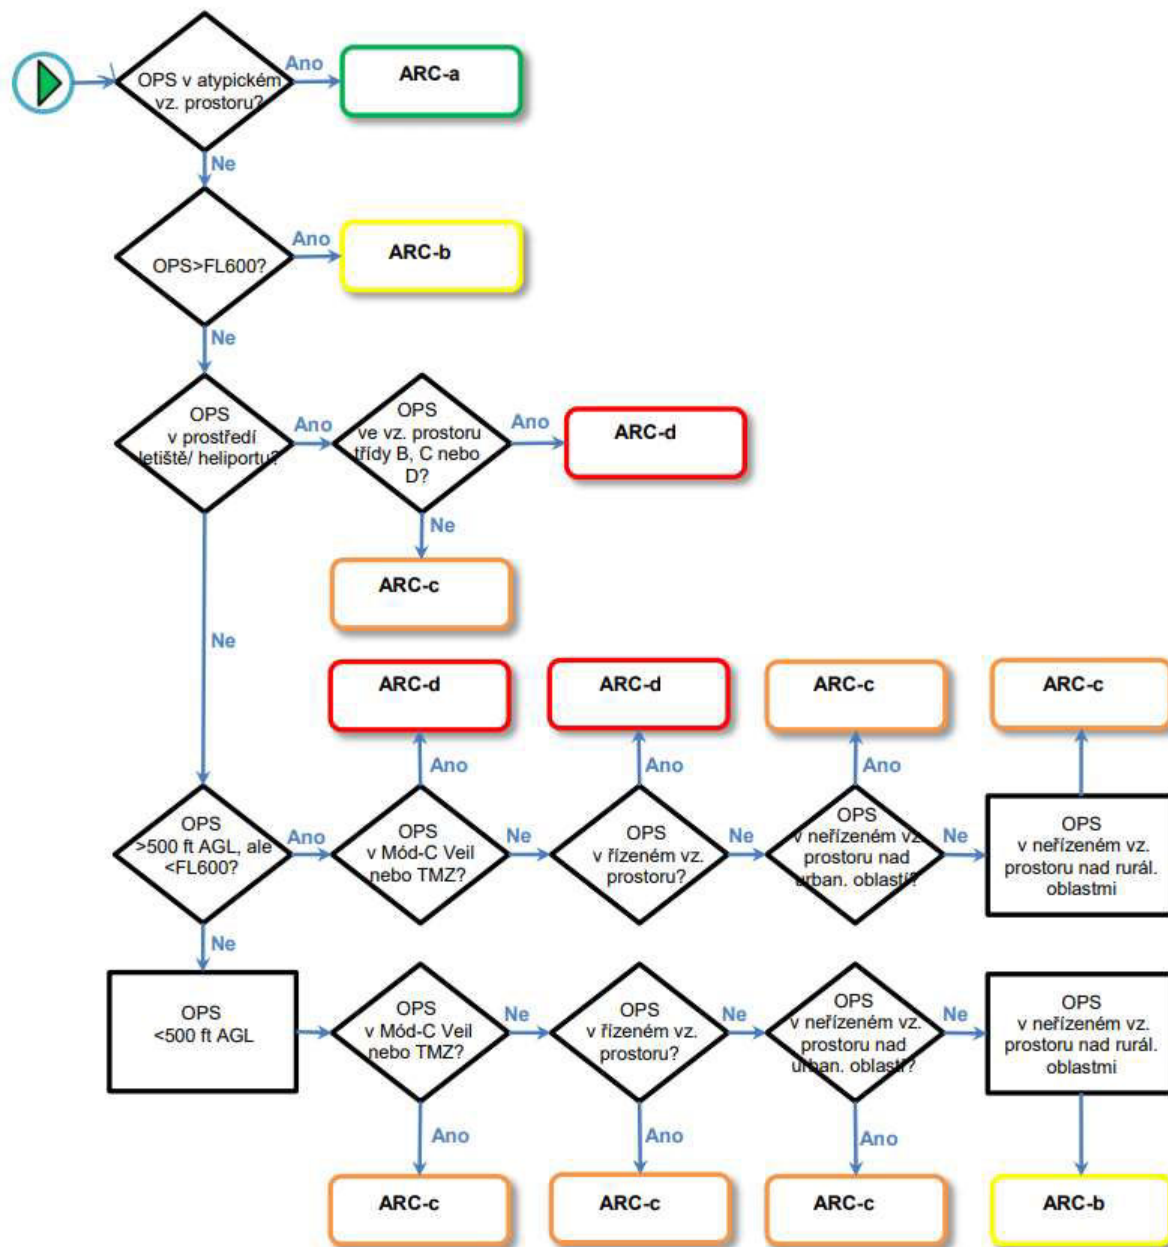 OPS v atypickém
vz. prostoru?
Ano
ARC-a
Ne
OPS>FL600?
Ano
ARC-b
Ne
OPS
v prostředí
letiště/ heliportu?
Ano
OPS
ve vz. prostoru
třídy B, C nebo
D?
Ano
ARC-d
Ne
ARC-c
Ne
ARC-d
ARC-d
ARC-c
ARC-c
Ano
Ano
Ano
OPS
>500 ft AGL, ale
<FL600?
Ano
OPS
v Mód-C Veil
nebo TMZ?
Ne
OPS
v řízeném vz.
prostoru?
Ne
OPS
v neřízeném vz.
prostoru nad
urban. oblastí?
Ne
OPS
v neřízeném vz.
prostoru nad rurál.
oblastmi
Ne
OPS
<500 ft AGL
OPS
v Mód-C Veil
nebo TMZ?
Ne
OPS
v řízeném vz.
prostoru?
Ne
OPS
v neřízeném vz.
prostoru nad
urban. oblastí?
Ne
OPS
v neřízeném vz.
prostoru nad rurál.
oblastmi
Ano
Ano
Ano
ARC-c
ARC-c
ARC-c
ARC-b